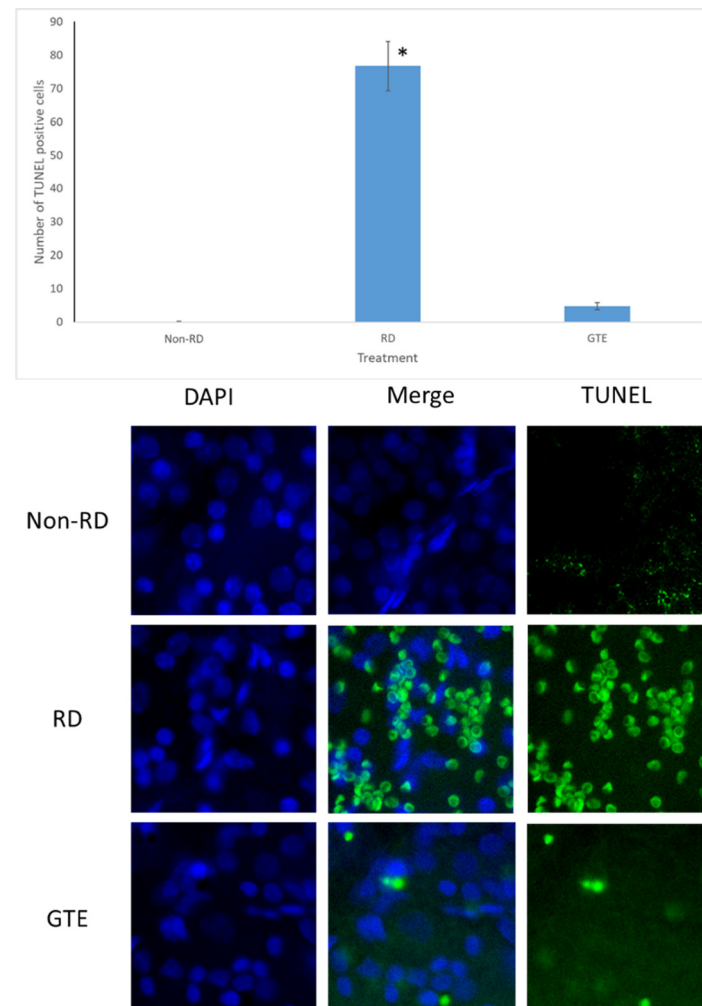 90
80
*
70
60
50
40
30
20
10
0
Number of TUNEL positive cells
Non-RD RD GTE
Treatment
DAPI Merge TUNEL
Non-RD
RD
GTE